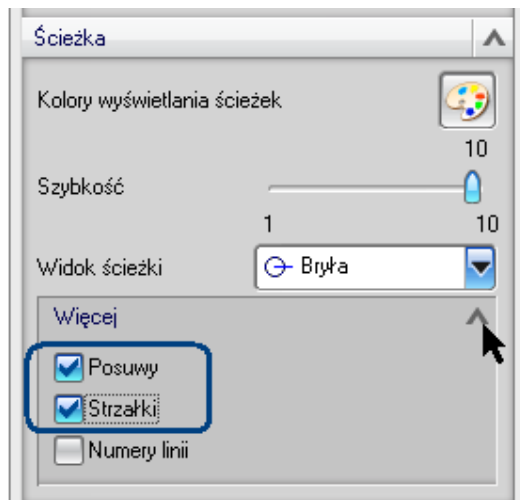 Ścieżka
Kolory wyświetlania ścieżek
10
Szybkość
1 10
Widok ścieżki Bryła
Więcej
Posuwy
Strzałki
Numery linii